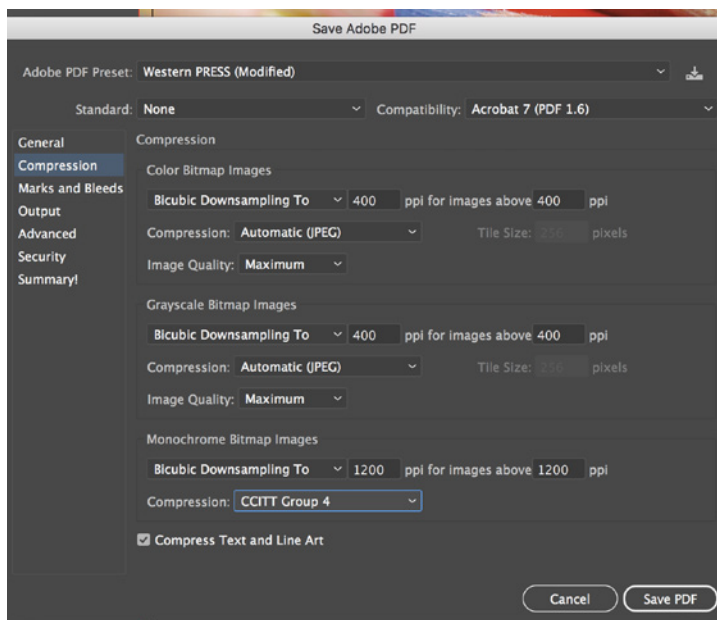 Save Adobe PDF
Adobe PDF Preset: Western PRESS (Modified)
Standard: None Compatibility: Acrobat 7 (PDF 1.6)
General
Compression
Marks and Bleeds
Output
Advanced
Security
Summary!
Compression
Color Bitmap Images
Bicubic Downsampling To 400 ppi for images above 400 ppi
Compression: Automatic (JPEG) Tile Size: 256 pixels
Image Quality: Maximum
Grayscale Bitmap Images
Bicubic Downsampling To 400 ppi for images above 400 ppi
Compression: Automatic (JPEG) Tile Size: 256 pixels
Image Quality: Maximum
Monochrome Bitmap Images
Bicubic Downsampling To 1200 ppi for images above 1200 ppi
Compression: CCITT Group 4
Compress Text and Line Art
Cancel Save PDF